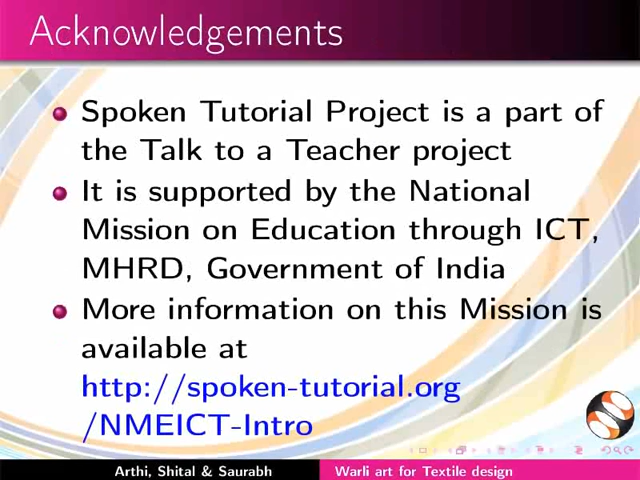 Acknowledgements
Spoken Tutorial Project is a part of
the Talk to a Teacher project
It is supported by the National
Mission on Education through ICT,
MHRD, Government of India
More information on this Mission is
available at
http://spoken-tutorial.org
/NMEICT-Intro
Arthi, Shital & Saurabh Warli art for Textile design